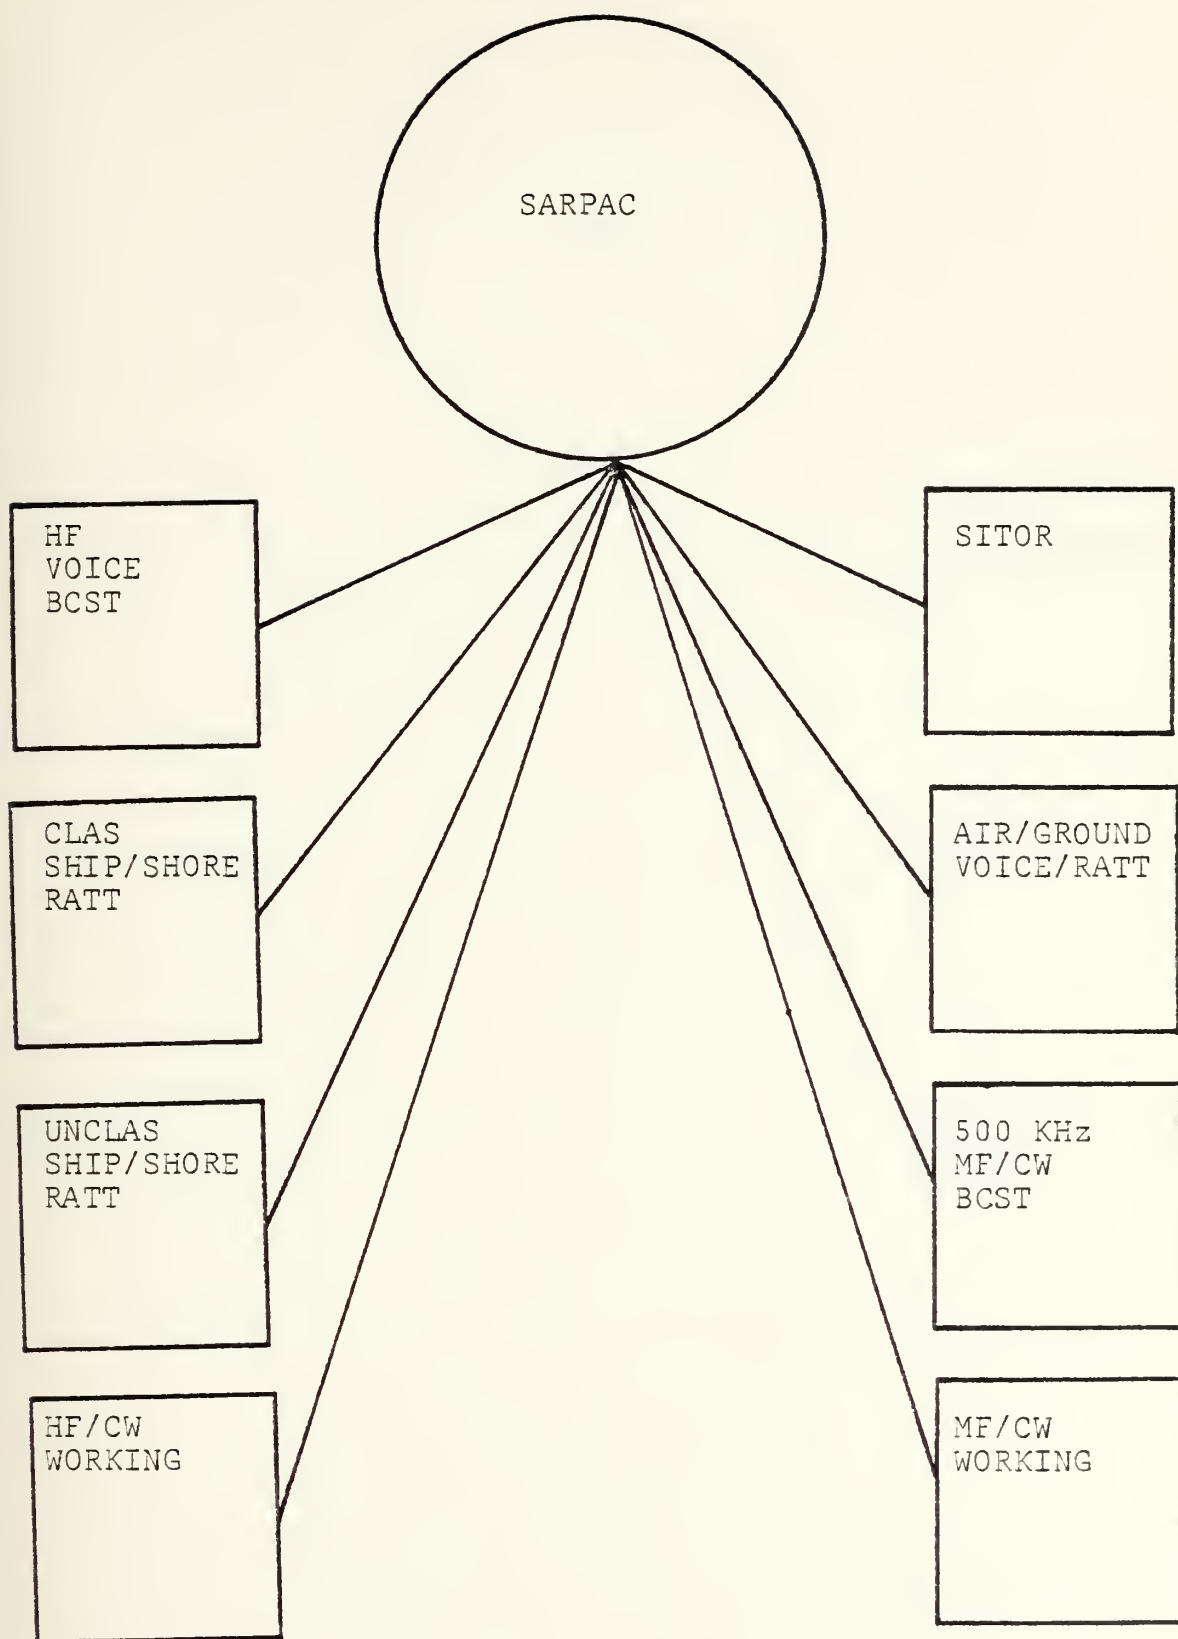 SARPAC
HF
VOICE
BCST
CLAS
SHIP/SHORE
RATT
UNCLAS
SHIP/SHORE
RATT
HF/CW
WORKING
SITOR
AIR/GROUND
VOICE/RATT
500 KHz
MF/CW
BCST
MF/CW
WORKING